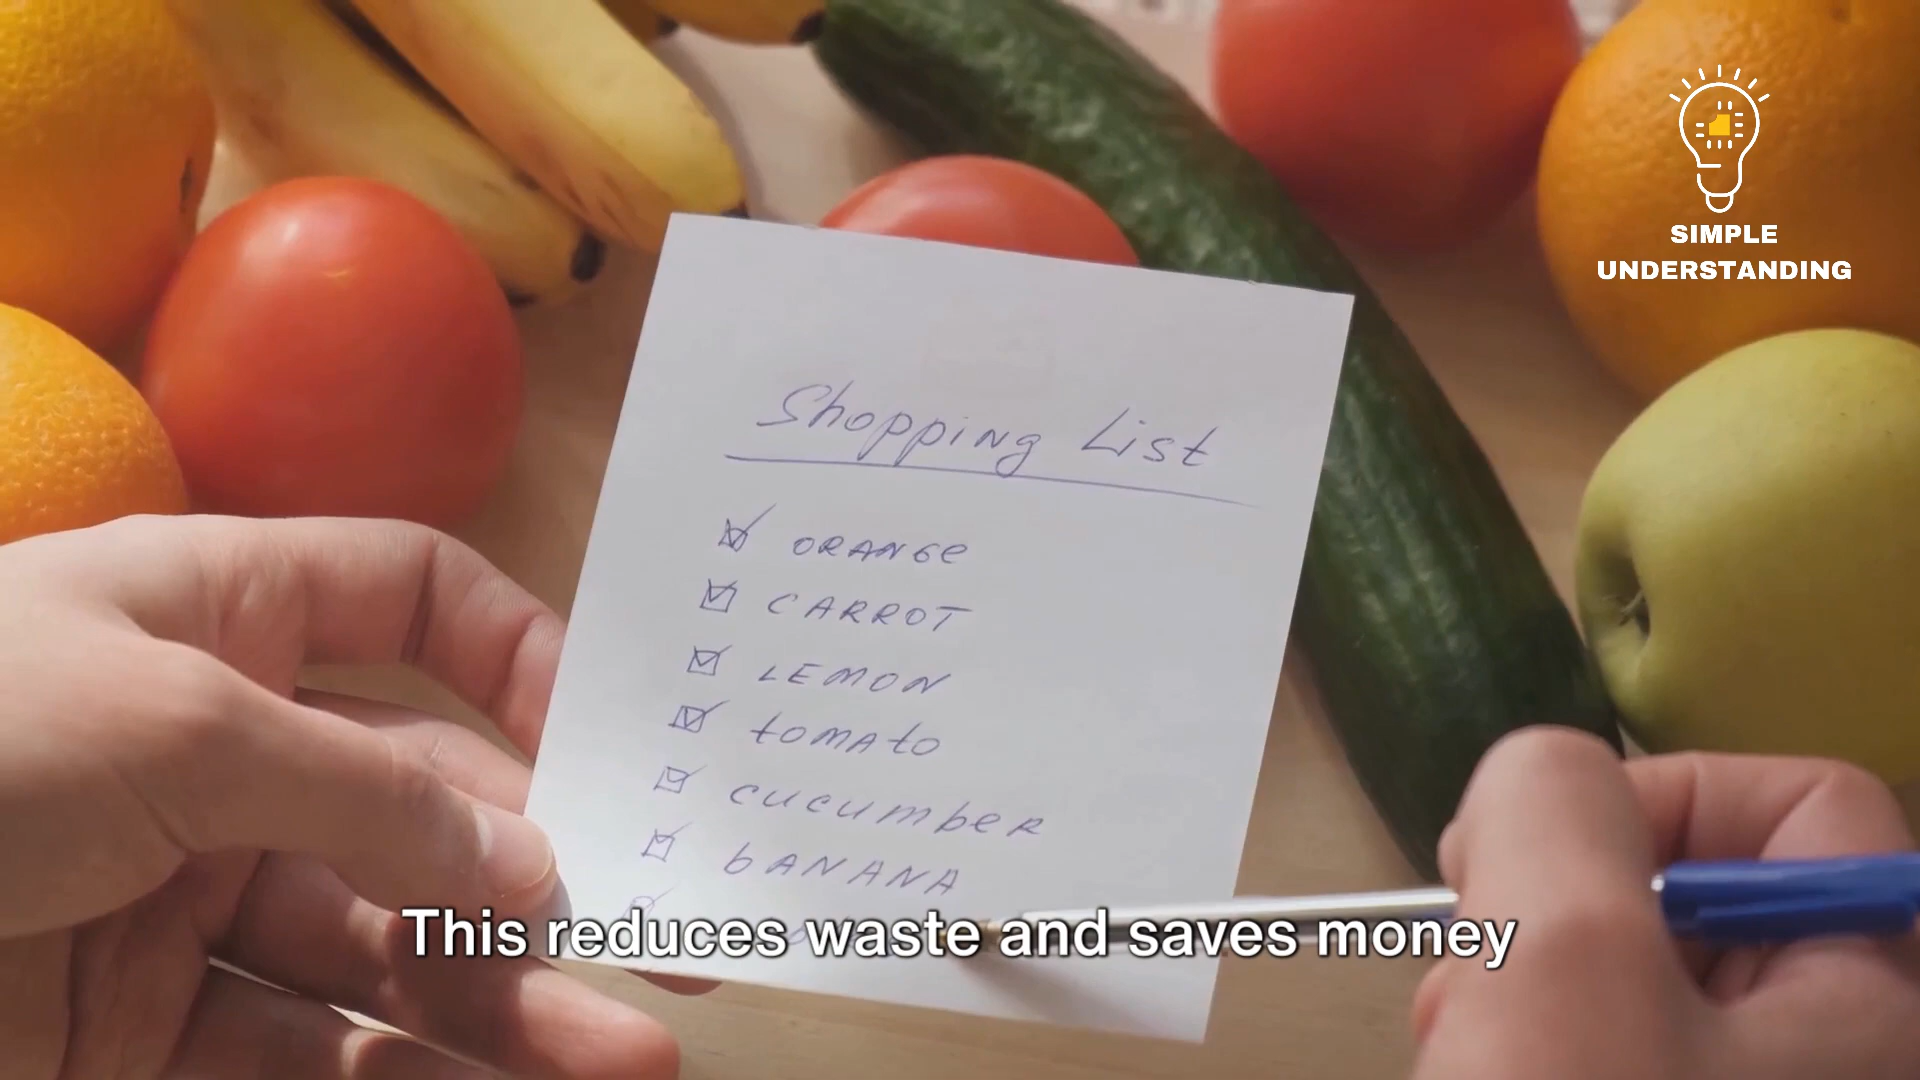 SIMPLE
UNDERSTANDING
Shopping List
ORANGe
CARROT
LEMON
tomAto
cucumbeR
bANANA
This reduces waste and saves money